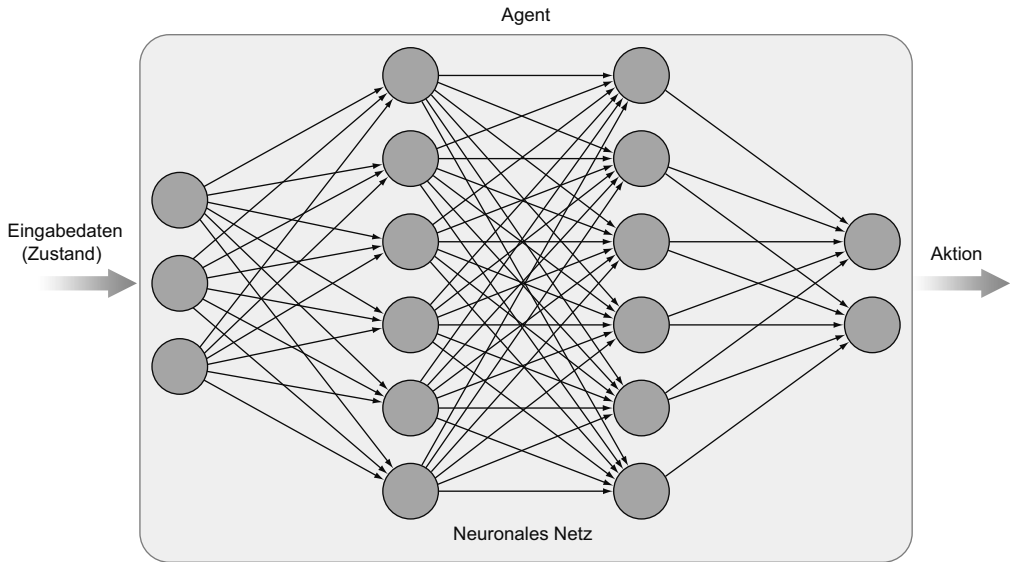 Agent
Eingabedaten
(Zustand)
Aktion
Neuronales Netz